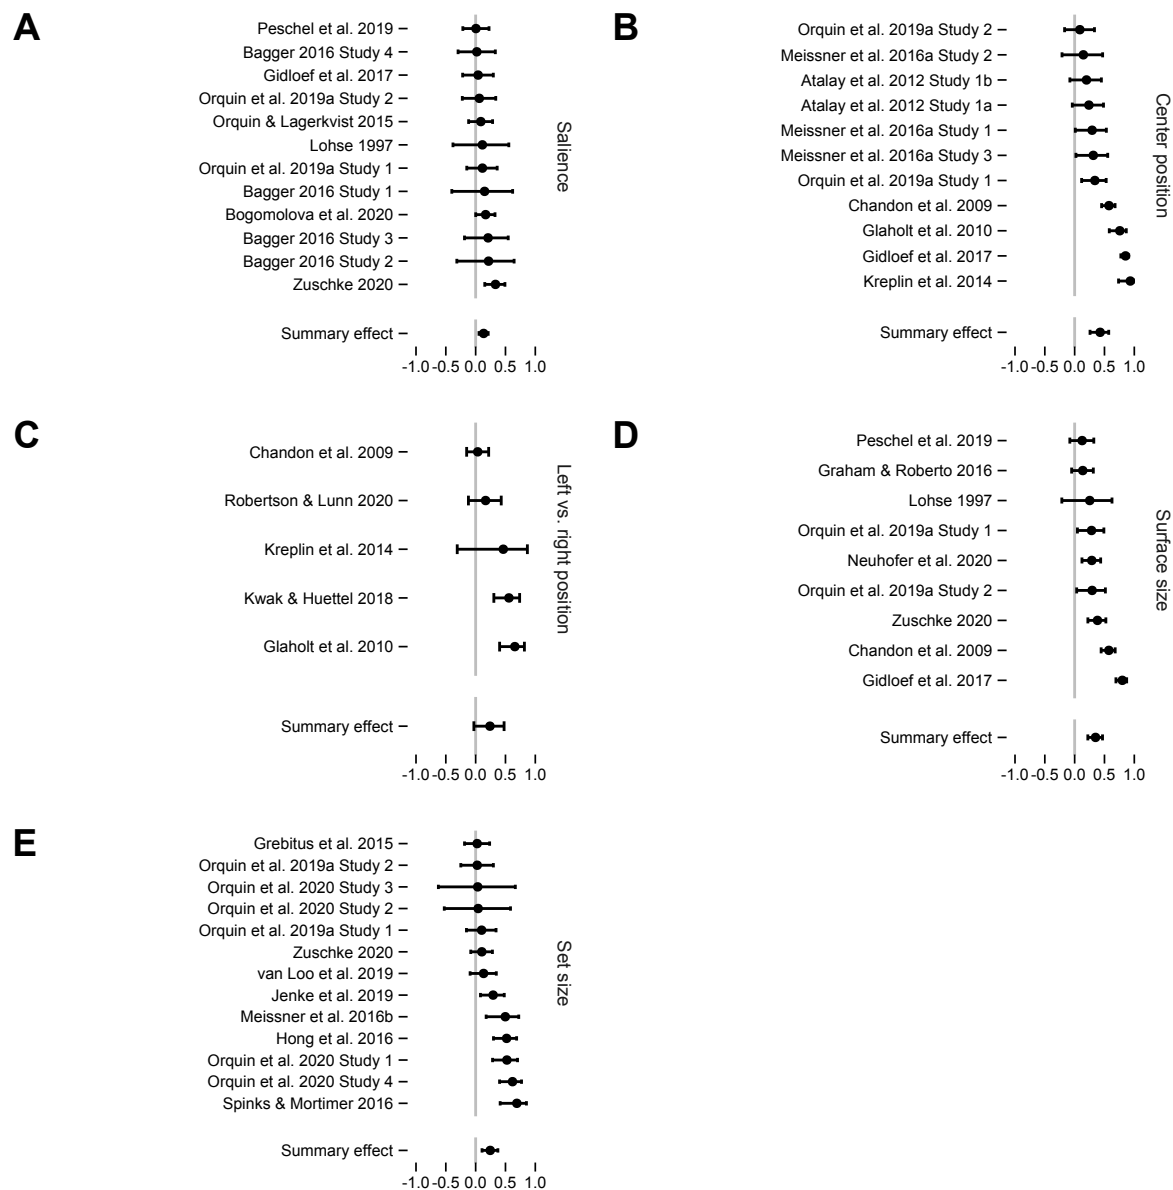 A
Peschel et al. 2019
Bagger 2016 Study 4
Gidloef et al. 2017
Orquin et al. 2019a Study 2
Orquin & Lagerkvist 2015
Lohse 1997
Orquin et al. 2019a Study 1
Bagger 2016 Study 1
Bogomolova et al. 2020
Bagger 2016 Study 3
Bagger 2016 Study 2
Zuschke 2020
Summary effect
-1.0 -0.5 0.0 0.5 1.0
Salience
B
Orquin et al. 2019a Study 2
Meissner et al. 2016a Study 2
Atalay et al. 2012 Study 1b
Atalay et al. 2012 Study 1a
Meissner et al. 2016a Study 1
Meissner et al. 2016a Study 3
Orquin et al. 2019a Study 1
Chandon et al. 2009
Glaholt et al. 2010
Gidloef et al. 2017
Kreplin et al. 2014
Summary effect
-1.0 -0.5 0.0 0.5 1.0
Center position
C
Chandon et al. 2009
Robertson & Lunn 2020
Kreplin et al. 2014
Kwak & Huettel 2018
Glaholt et al. 2010
Summary effect
-1.0 -0.5 0.0 0.5 1.0
Left vs. right position
D
Peschel et al. 2019
Graham & Roberto 2016
Lohse 1997
Orquin et al. 2019a Study 1
Neuhofer et al. 2020
Orquin et al. 2019a Study 2
Zuschke 2020
Chandon et al. 2009
Gidloef et al. 2017
Summary effect
-1.0 -0.5 0.0 0.5 1.0
Surface size
E
Grebitus et al. 2015
Orquin et al. 2019a Study 2
Orquin et al. 2020 Study 3
Orquin et al. 2020 Study 2
Orquin et al. 2019a Study 1
Zuschke 2020
van Loo et al. 2019
Jenke et al. 2019
Meissner et al. 2016b
Hong et al. 2016
Orquin et al. 2020 Study 1
Orquin et al. 2020 Study 4
Spinks & Mortimer 2016
Summary effect
-1.0 -0.5 0.0 0.5 1.0
Set size